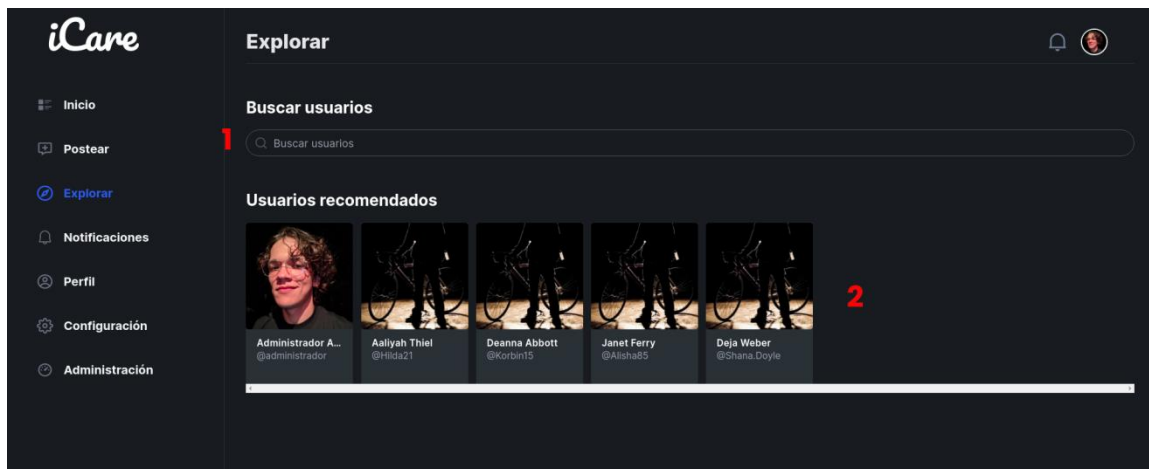 iCare
Explorar
Inicio
Postear
Explorar
Notificaciones
Perfil
Configuración
Administración
Buscar usuarios
1
Buscar usuarios
Usuarios recomendados
Administrador A...
@administrador
Aaliyah Thiel
@Hilda21
Deanna Abbott
@Korbin15
Janet Ferry
@Alisha85
Deja Weber
@Shana.Doyle
2